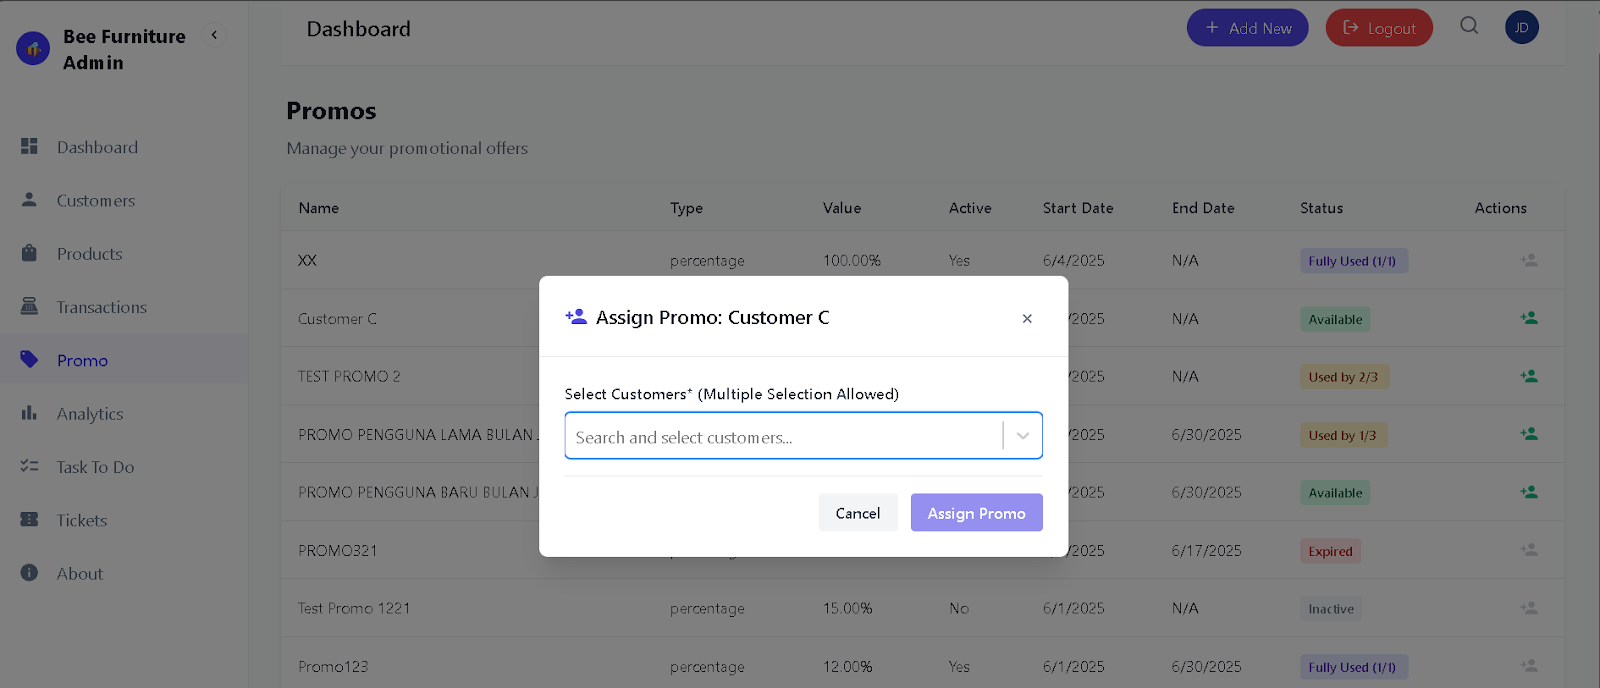 Bee Furniture
Admin
Dashboard
Add New
Logout
JD
Dashboard
Customers
Products
Transactions
Promo
Analytics
Task To Do
Tickets
About
Promos
Manage your promotional offers
Name Type Value Active Start Date End Date Status Actions
XX percentage 100.00% Yes 6/4/2025 N/A Fully Used (1/1)
Customer C /2025 N/A Available
TEST PROMO 2 /2025 N/A Used by 2/3
PROMO PENGGUNA LAMA BULAN J /2025 6/30/2025 Used by 1/3
PROMO PENGGUNA BARU BULAN J /2025 6/30/2025 Available
PROMO321 /2025 6/17/2025 Expired
Test Promo 1221 percentage 15.00% No 6/1/2025 N/A Inactive
Promo123 percentage 12.00% Yes 6/1/2025 6/30/2025 Fully Used (1/1)
Assign Promo: Customer C
Select Customers* (Multiple Selection Allowed)
Search and select customers...
Cancel
Assign Promo